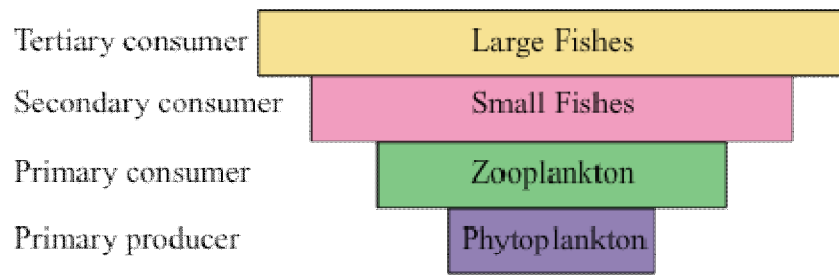 Tertiary consumer Large Fishes
Secondary consumer Small Fishes
Primary consumer Zooplankton
Primary producer Phytoplankton